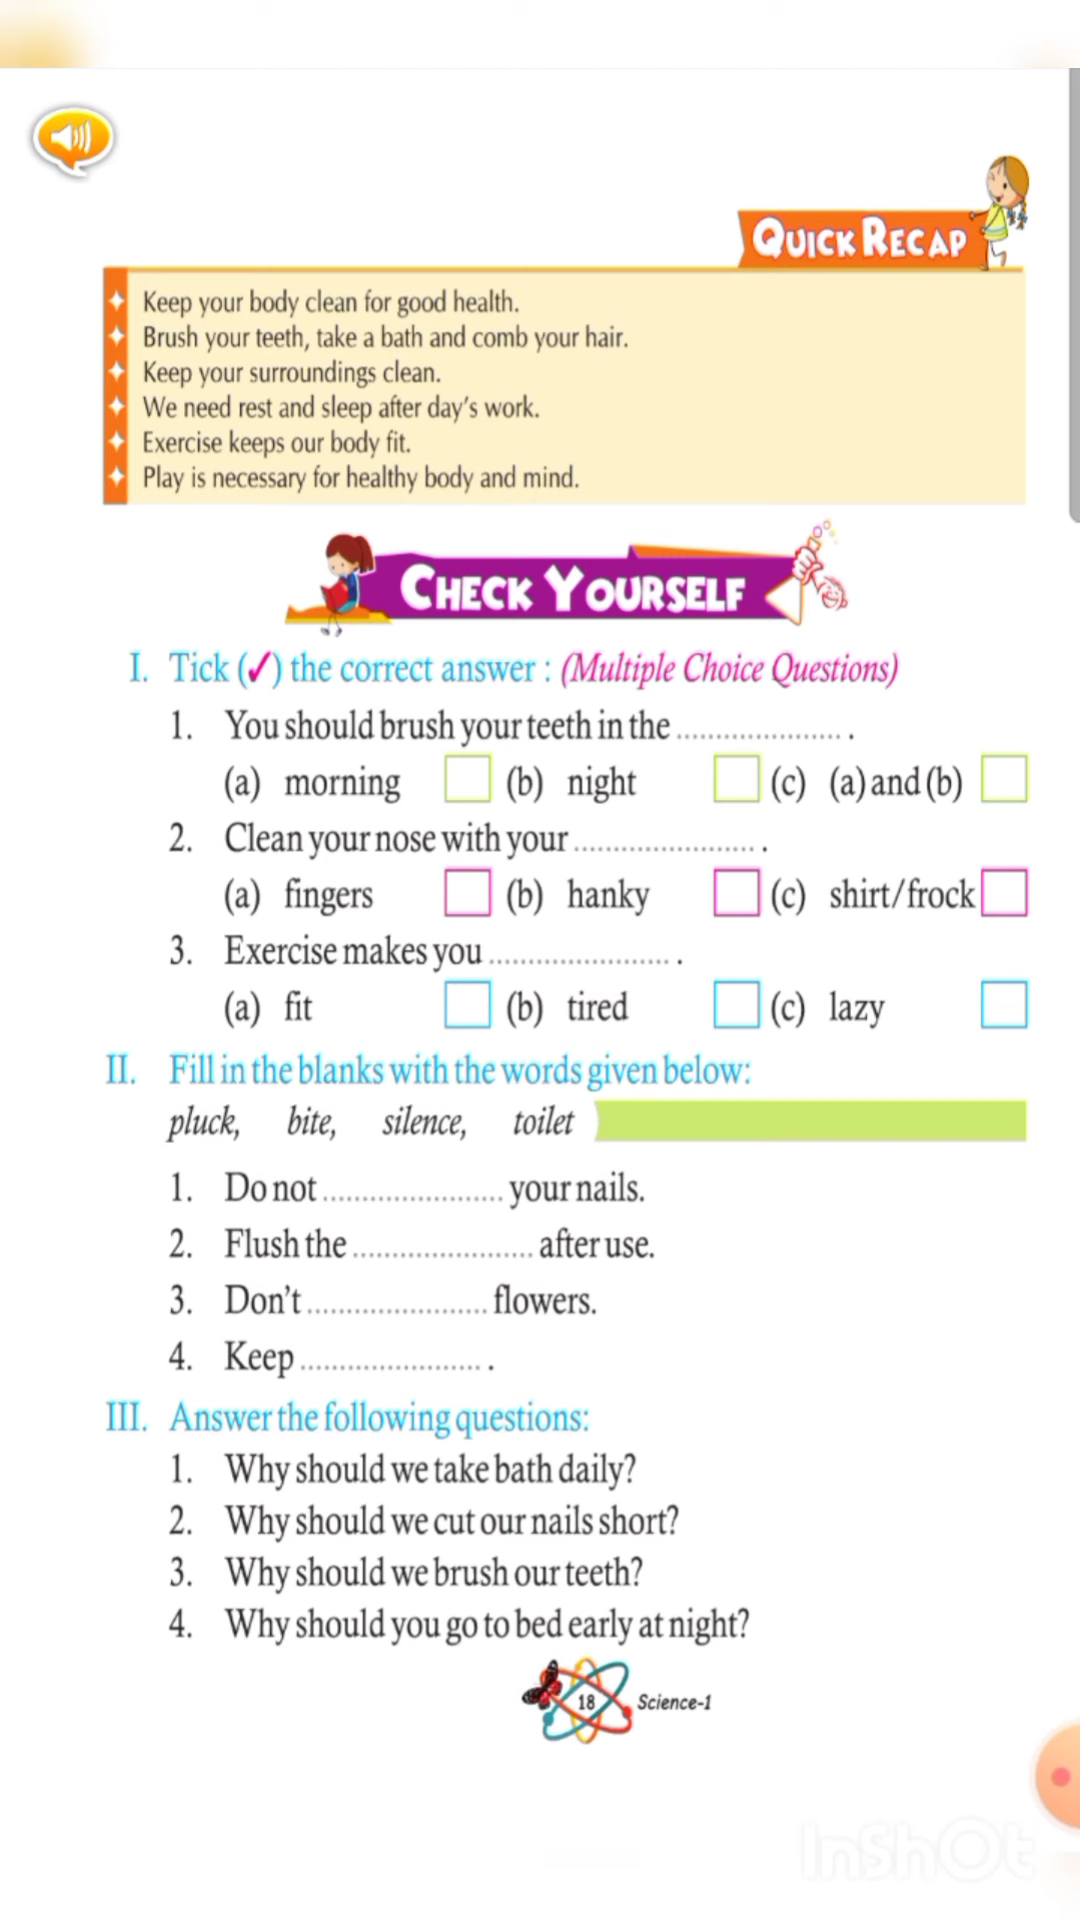 QUICK RECAP
Keep your body clean for good health.
Brush your teeth, take a bath and comb your hair.
Keep your surroundings clean.
We need rest and sleep after day's work.
Exercise keeps our body fit.
Play is necessary for healthy body and mind.
CHECK YOURSELF
I. Tick (✓) the correct answer : (Multiple Choice Questions)
1. You should brush your teeth in the ..................... .
(a) morning (b) night (c) (a) and (b)
2. Clean your nose with your ....................... .
(a) fingers (b) hanky (c) shirt/frock
3. Exercise makes you ....................... .
(a) fit (b) tired (c) lazy
II. Fill in the blanks with the words given below:
pluck, bite, silence, toilet
1. Do not ....................... your nails.
2. Flush the ....................... after use.
3. Don't ....................... flowers.
4. Keep ....................... .
III. Answer the following questions:
1. Why should we take bath daily?
2. Why should we cut our nails short?
3. Why should we brush our teeth?
4. Why should you go to bed early at night?
18 Science-1
InShOt